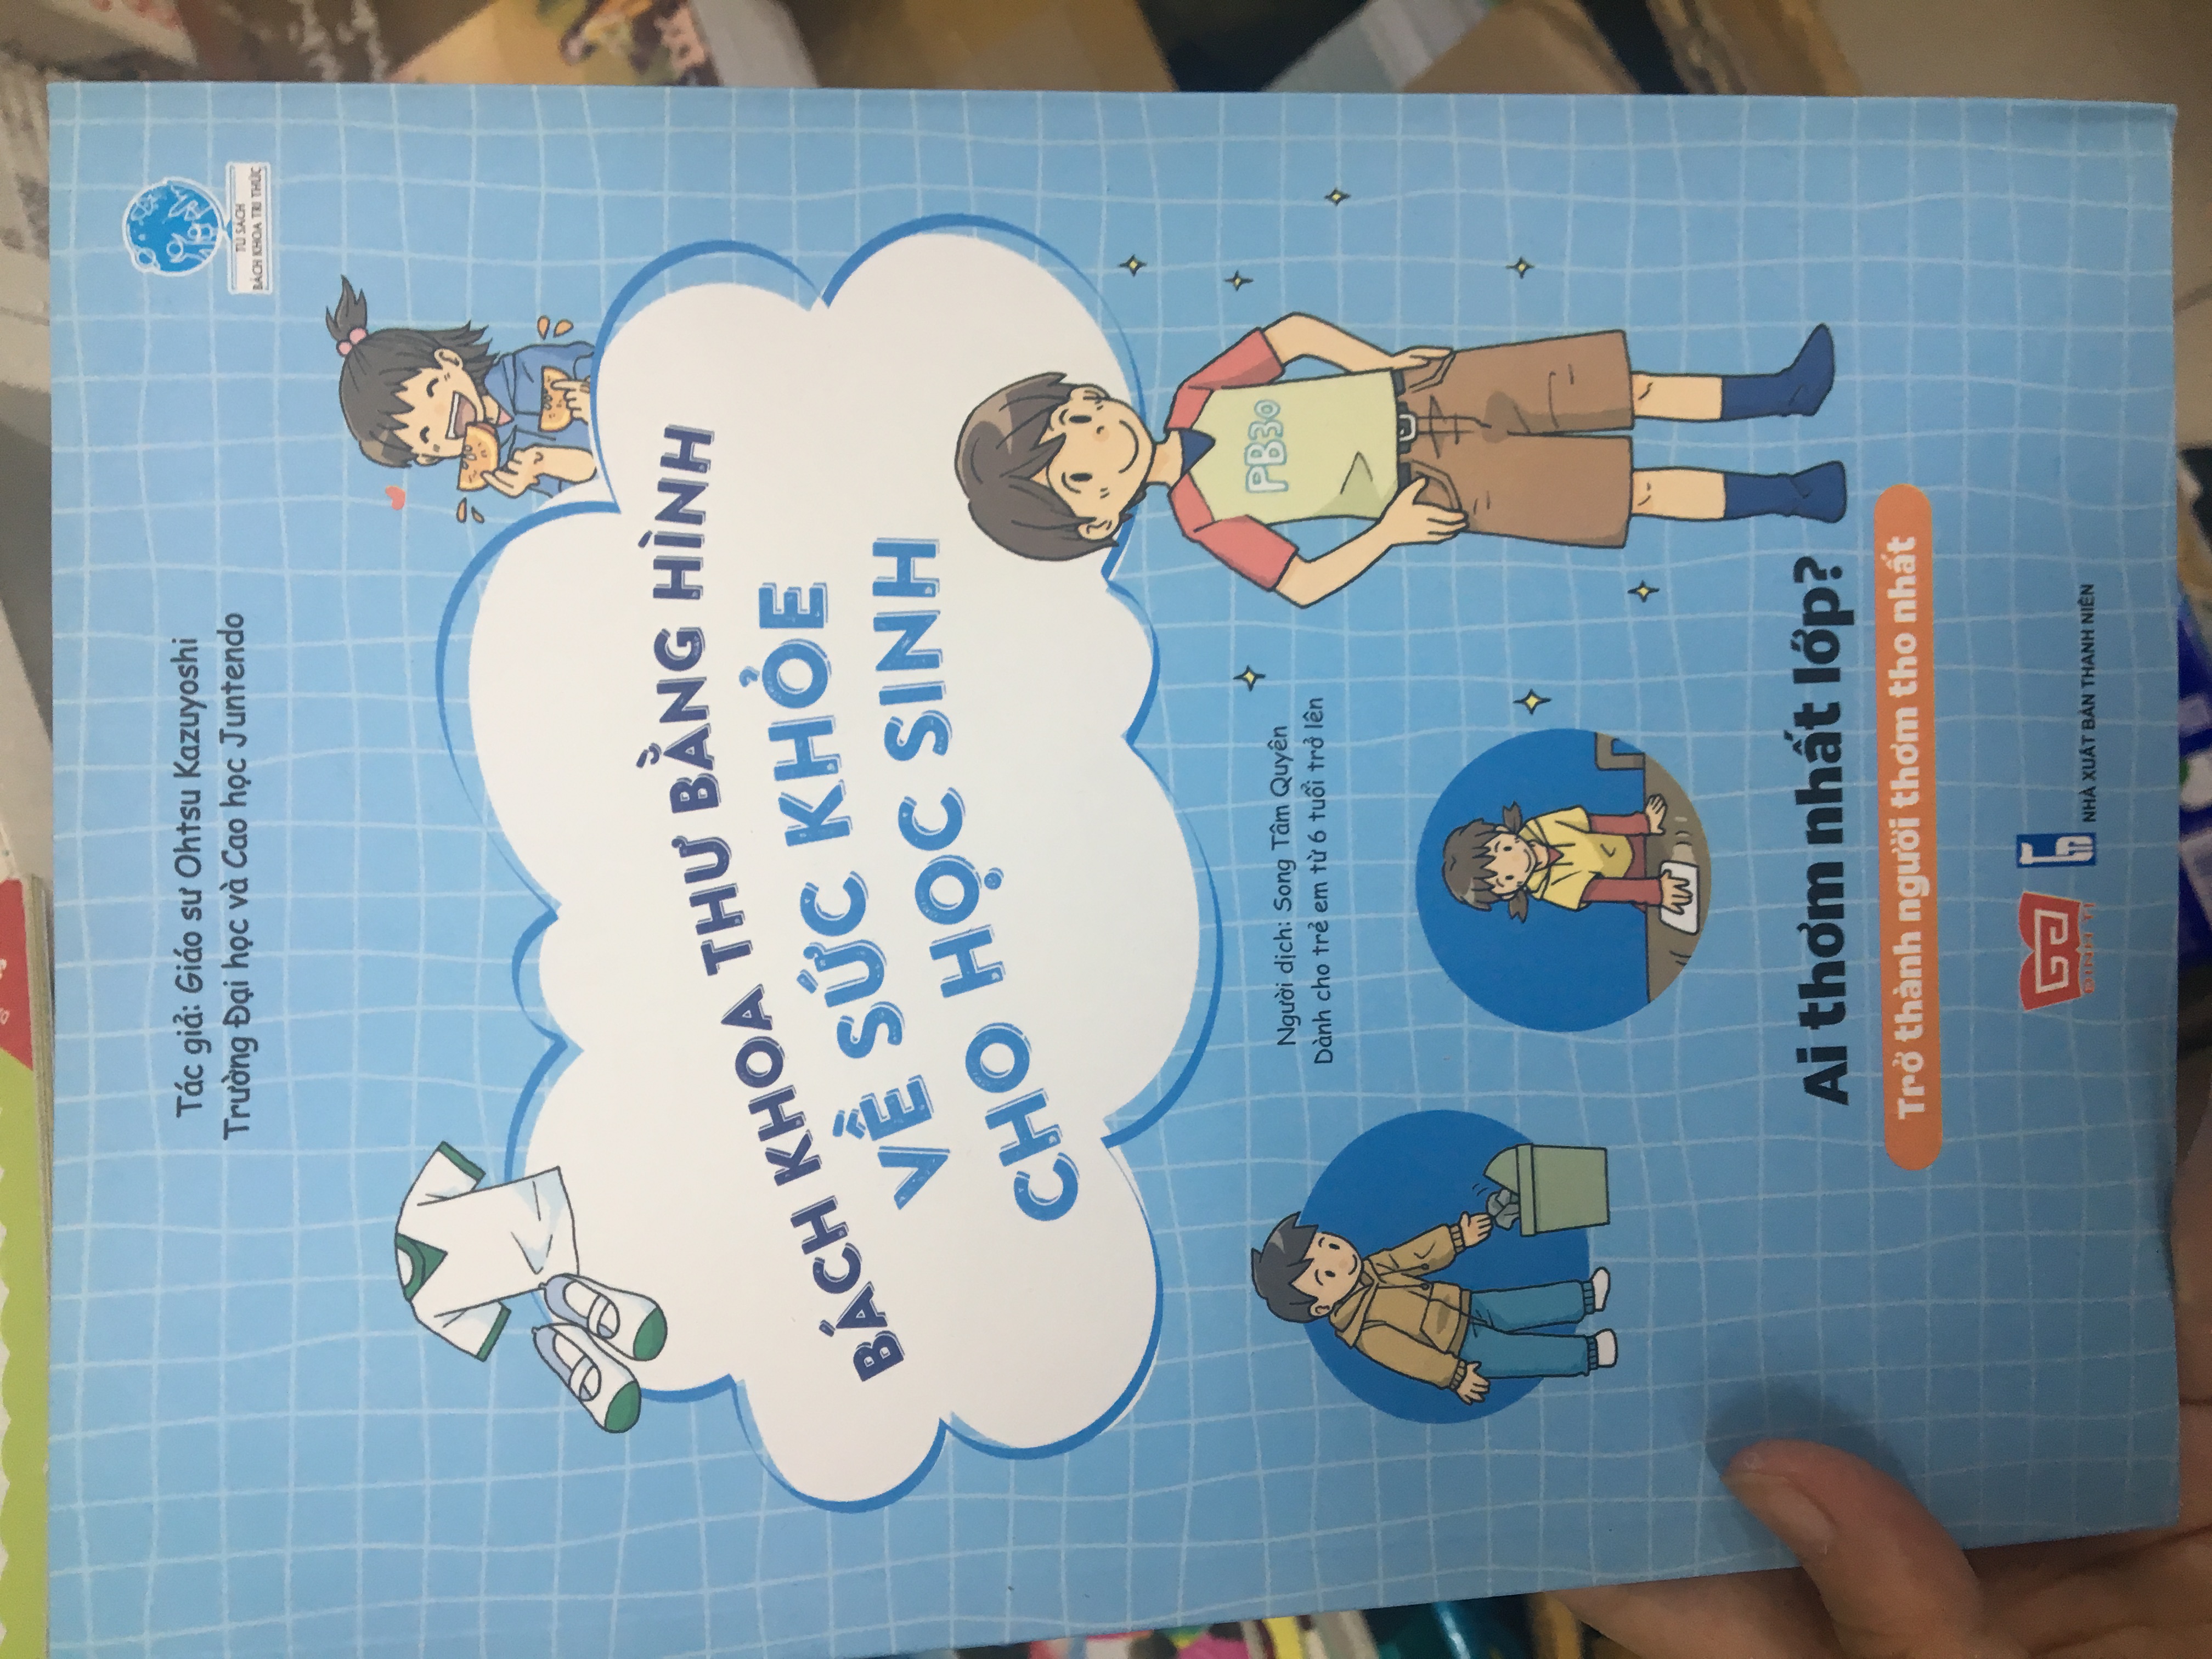 Tác giả: Giáo sư Ohtsu Kazuyoshi
Trường Đại học và Cao học Juntendo
TỦ SÁCH
BÁCH KHOA TRI THỨC
BÁCH KHOA THƯ BẰNG HÌNH
VỀ SỨC KHỎE
CHO HỌC SINH
PB30
Người dịch: Song Tâm Quyên
Dành cho trẻ em từ 6 tuổi trở lên
Ai thơm nhất lớp?
Trở thành người thơm tho nhất
ĐINH TỊ
NHÀ XUẤT BẢN THANH NIÊN